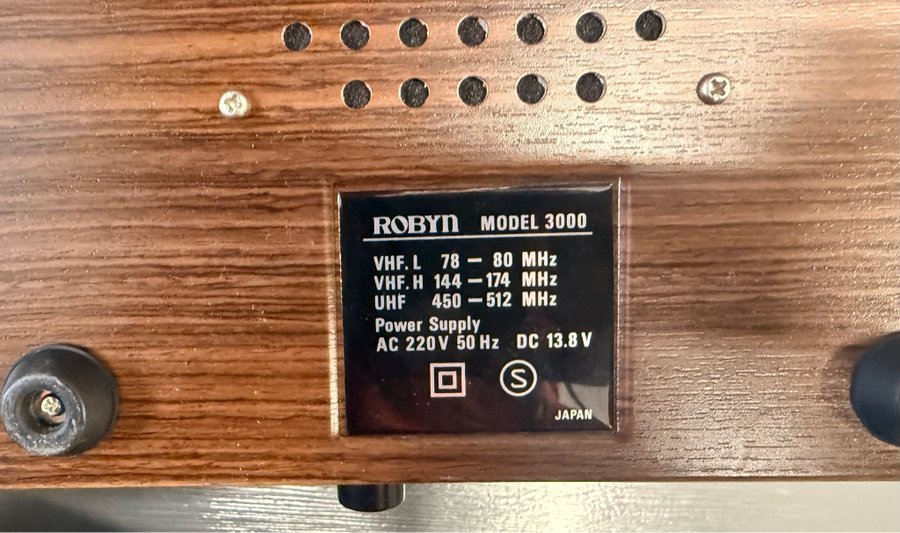 ROBYN MODEL 3000
VHF. L 78 — 80 MHz
VHF. H 144 — 174 MHz
UHF 450 — 512 MHz
Power Supply
AC 220V 50Hz DC 13.8V
S
JAPAN